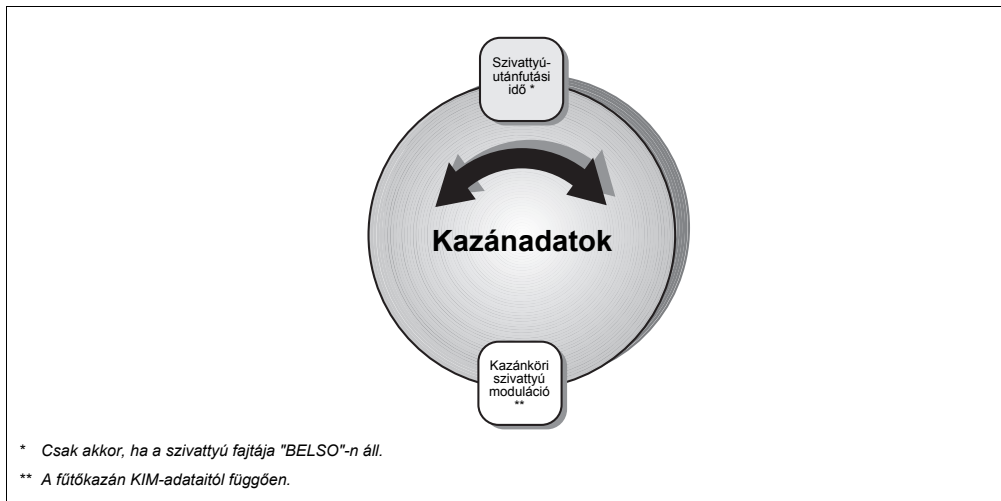 Szivattyú-
utánfutási
idő *
Kazánadatok
Kazánköri
szivattyú
moduláció
**
* Csak akkor, ha a szivattyú fajtája "BELSO"-n áll.
** A fűtőkazán KIM-adataitól függően.